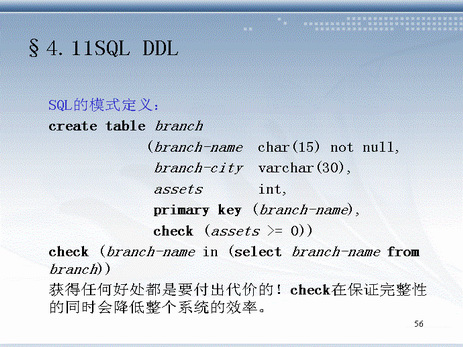 §4.11SQL DDL
SQL的模式定义：
create table branch
(branch-name char(15) not null,
branch-city varchar(30),
assets int,
primary key (branch-name),
check (assets >= 0))
check (branch-name in (select branch-name from
branch))
获得任何好处都是要付出代价的！check在保证完整性
的同时会降低整个系统的效率。
56